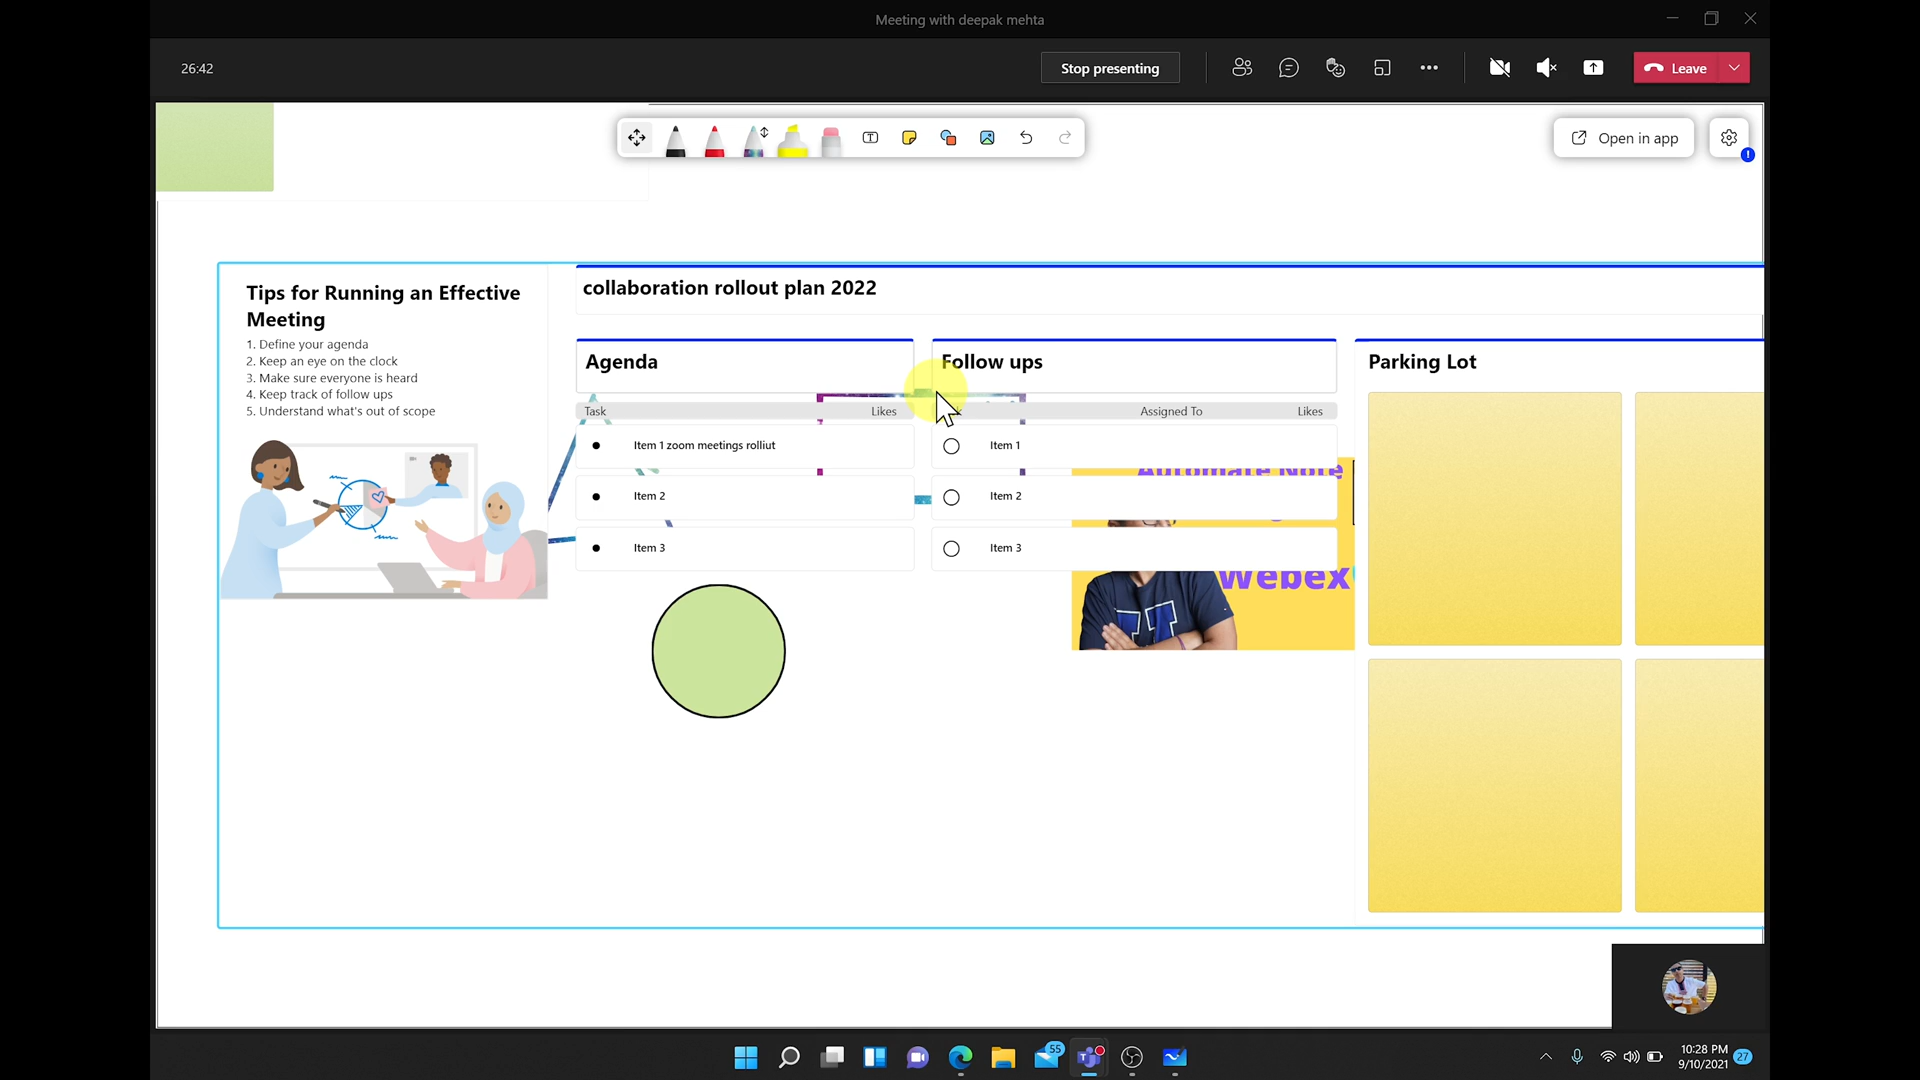 Meeting with deepak mehta
26:42
Stop presenting
Leave
Open in app
Tips for Running an Effective
Meeting
1. Define your agenda
2. Keep an eye on the clock
3. Make sure everyone is heard
4. Keep track of follow ups
5. Understand what's out of scope
collaboration rollout plan 2022
Agenda
Task Likes
Item 1 zoom meetings rolliut
Item 2
Item 3
Follow ups
Assigned To Likes
Item 1
Item 2
Item 3
Automate Note
Webex
Parking Lot
55
10:28 PM
9/10/2021
27